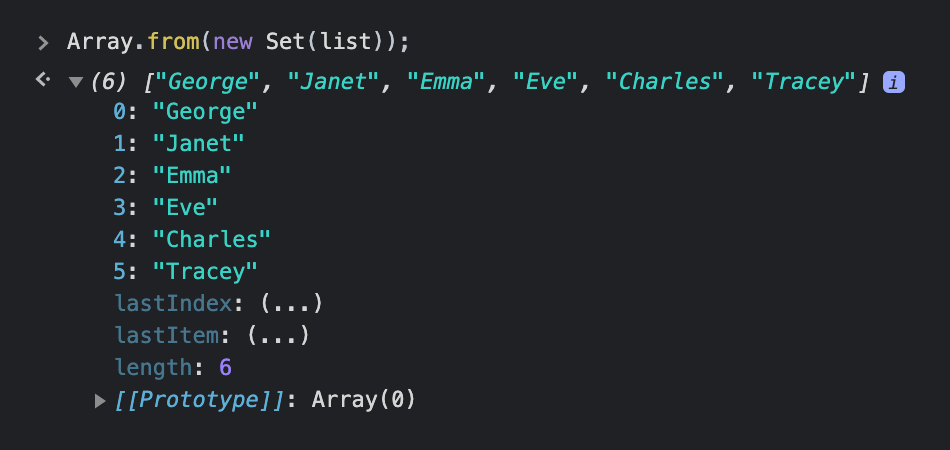 > Array.from(new Set(list));
(6) ["George", "Janet", "Emma", "Eve", "Charles", "Tracey"] i
0: "George"
1: "Janet"
2: "Emma"
3: "Eve"
4: "Charles"
5: "Tracey"
lastIndex: (...)
lastItem: (...)
length: 6
[[Prototype]]: Array(0)